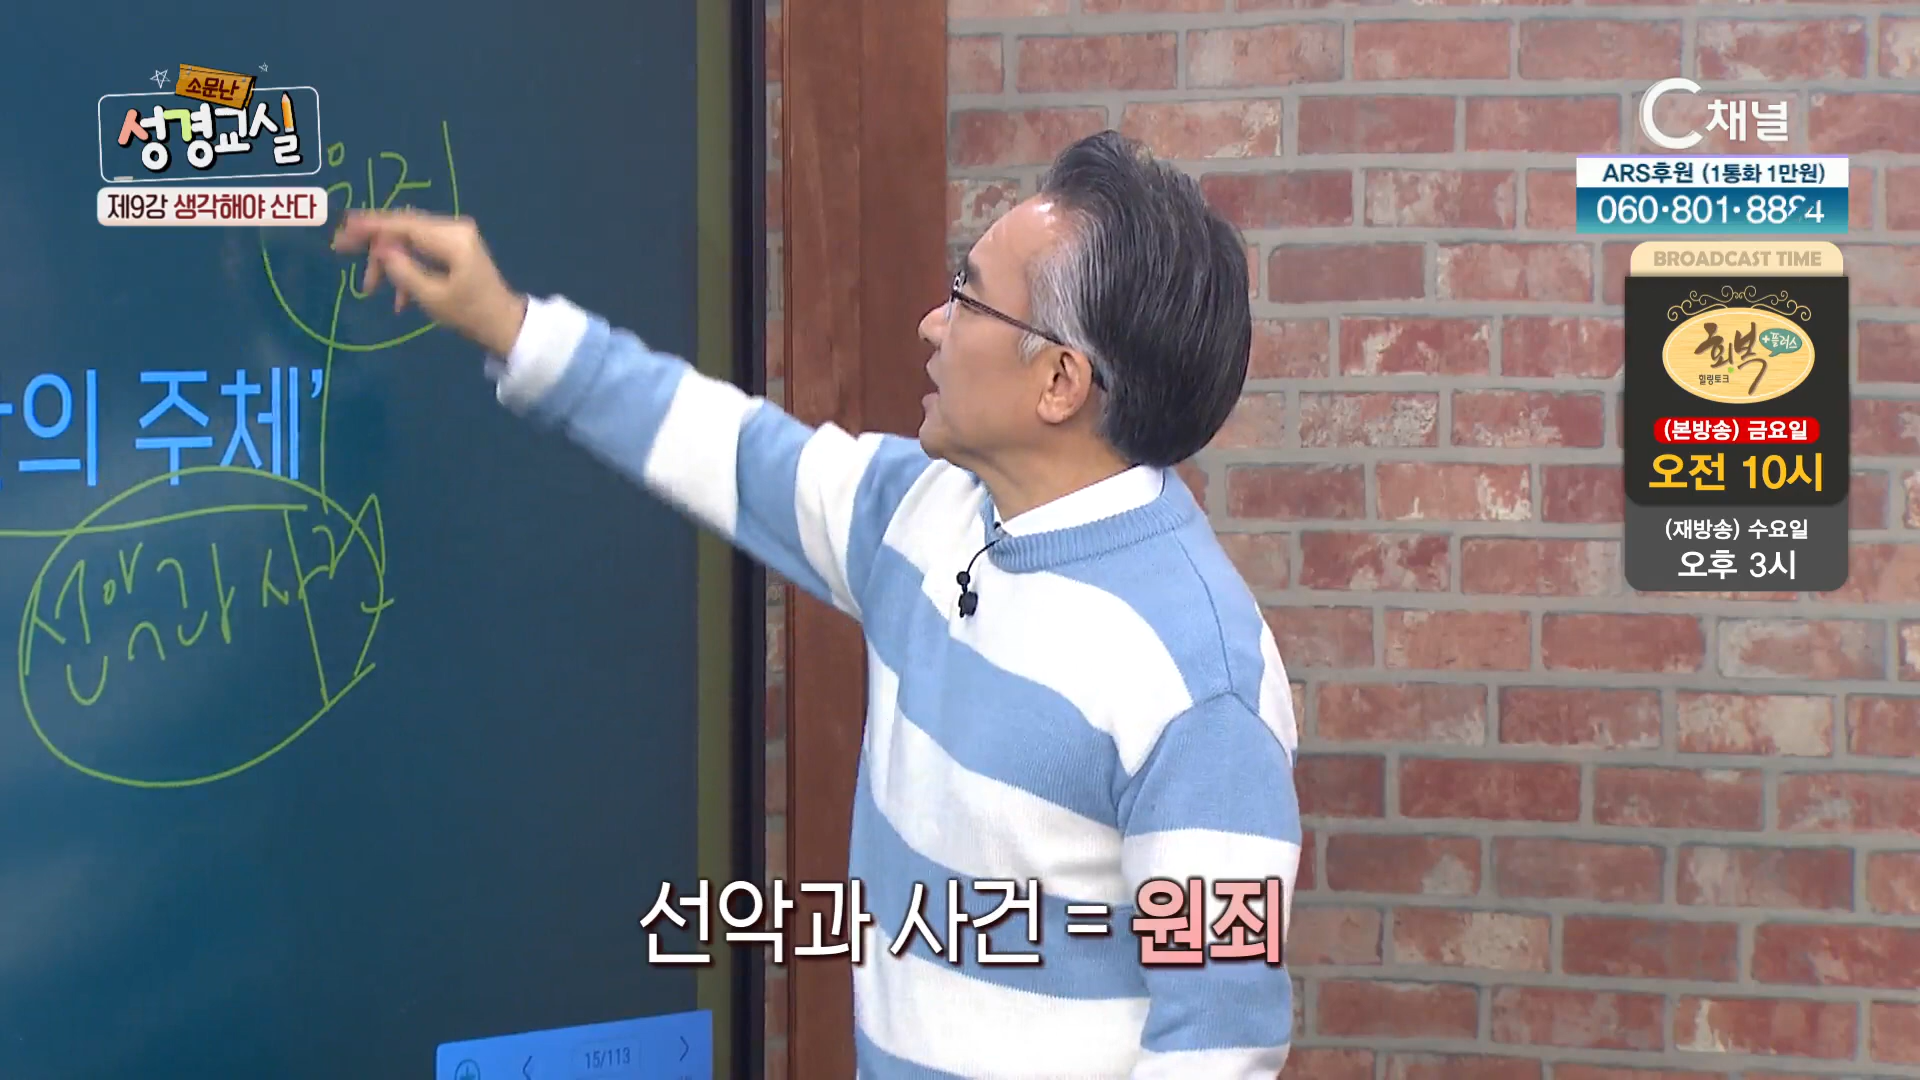 소문난
성경교실
제9강 생각해야 산다
C채널
ARS후원 (1통화 1만원)
060·801·8884
BROADCAST TIME
회복
+플러스
힐링토크
(본방송) 금요일
오전 10시
(재방송) 수요일
오후 3시
원죄
의 주체’
선악과 사건
선악과 사건 = 원죄
15/113